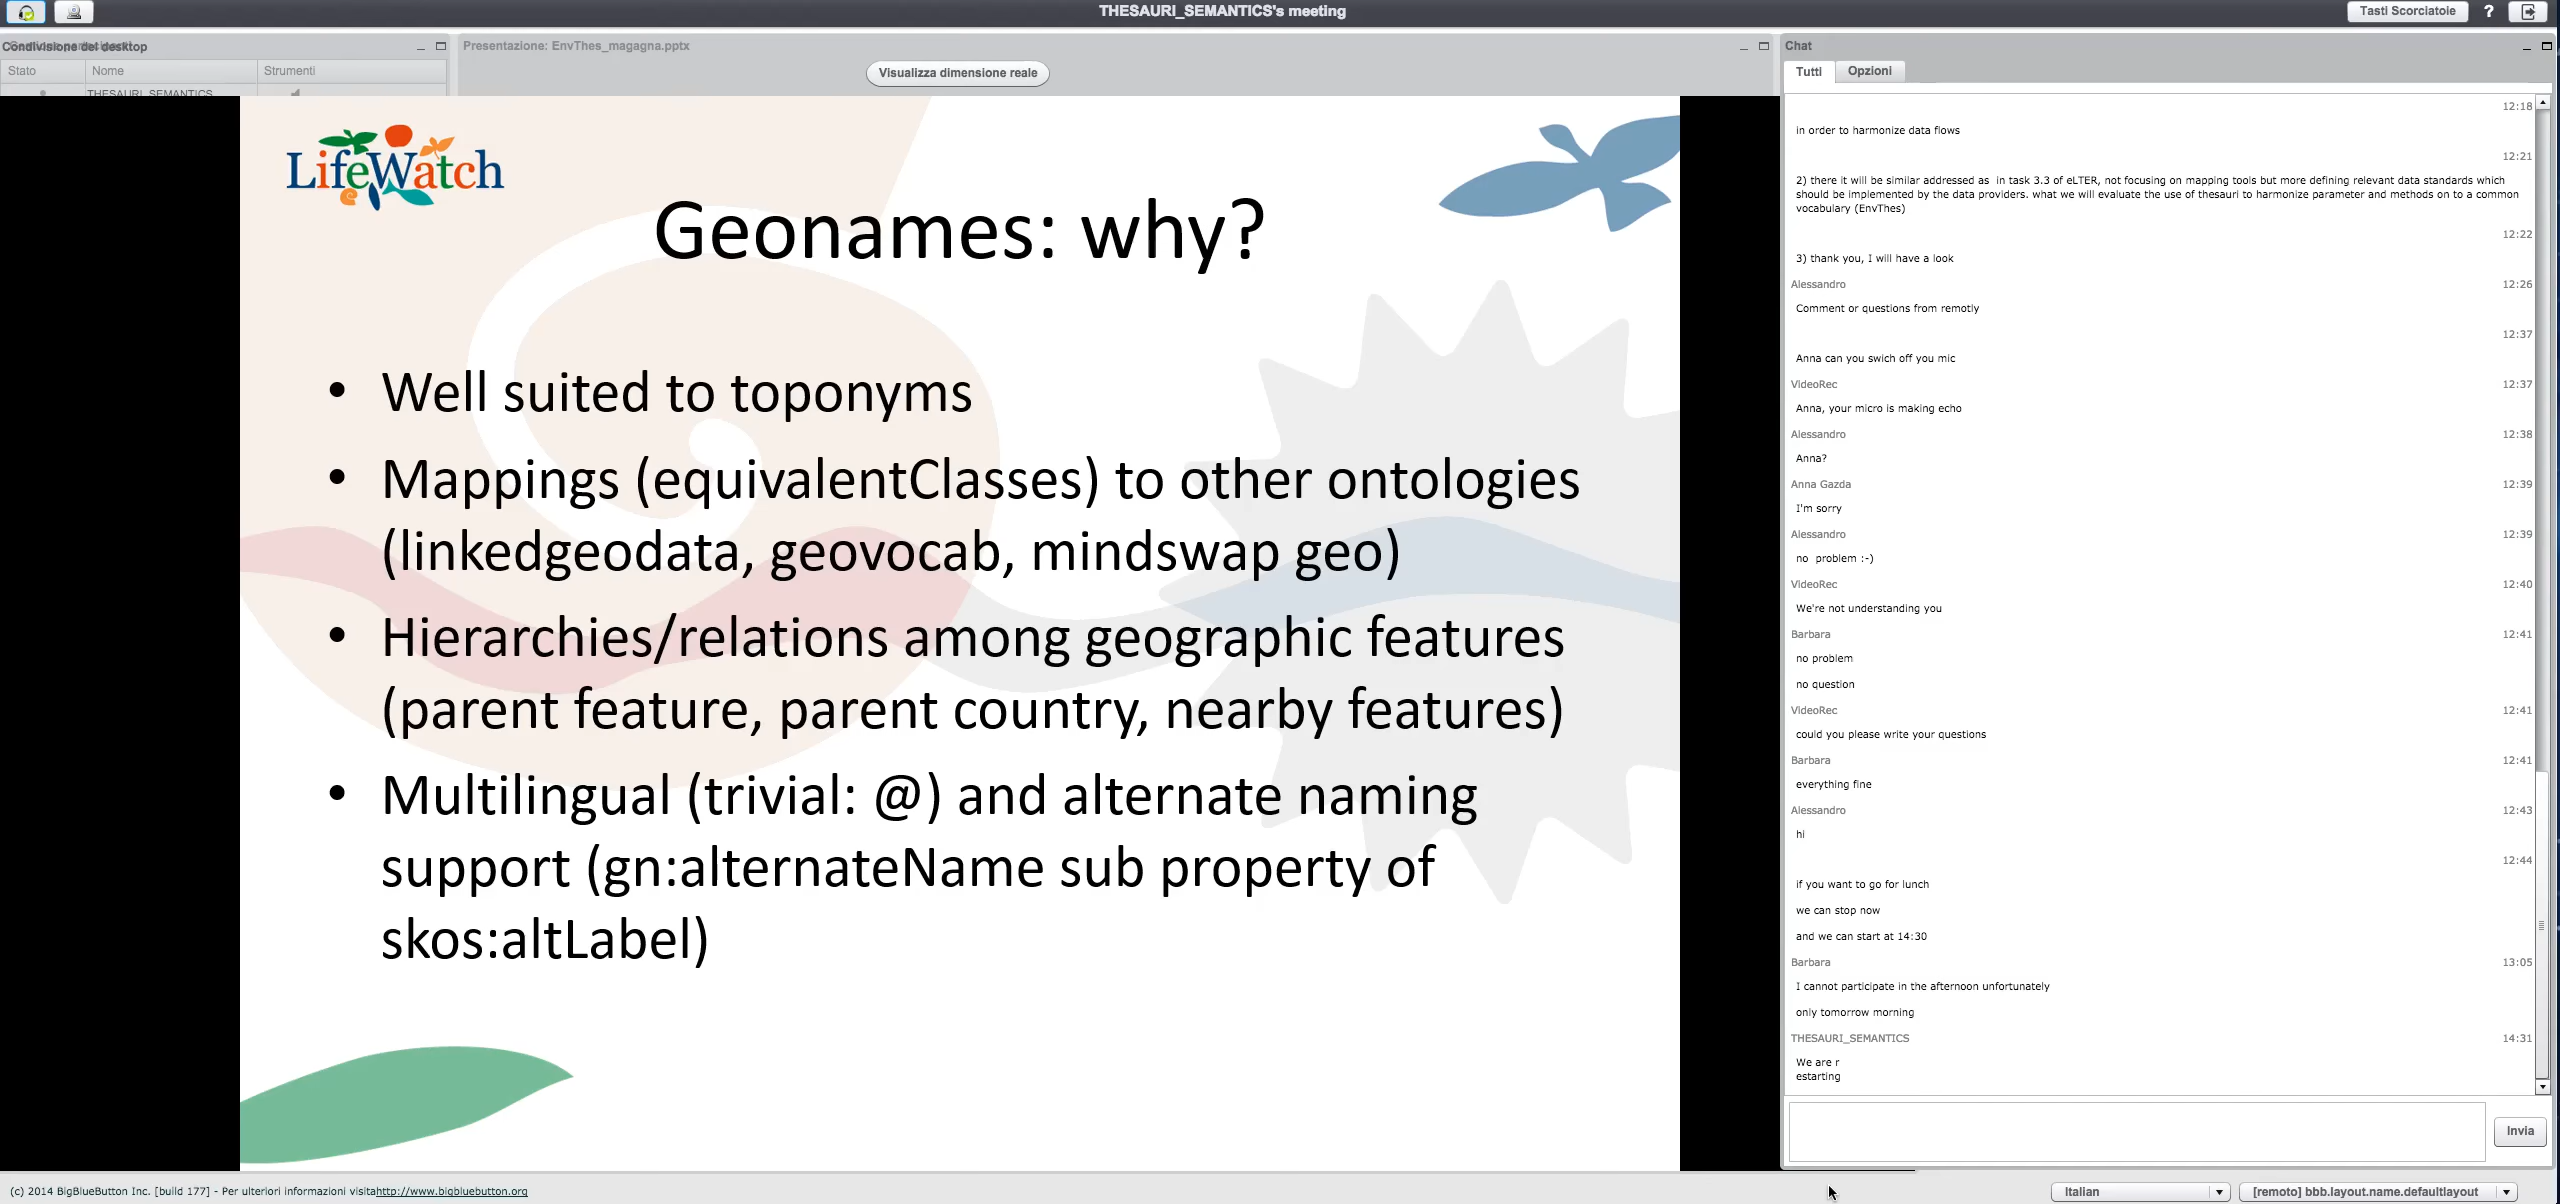 THESAURI_SEMANTICS's meeting
Tasti Scorciatoie
?
Condivisione del desktop
Stato Nome Strumenti
THESAURI_SEMANTICS
Presentazione: EnvThes_magagna.pptx
Visualizza dimensione reale
LifeWatch
Geonames: why?
• Well suited to toponyms
• Mappings (equivalentClasses) to other ontologies
(linkedgeodata, geovocab, mindswap geo)
• Hierarchies/relations among geographic features
(parent feature, parent country, nearby features)
• Multilingual (trivial: @) and alternate naming
support (gn:alternateName sub property of
skos:altLabel)
Chat
Tutti Opzioni
12:18
in order to harmonize data flows
12:21
2) there it will be similar addressed as  in task 3.3 of eLTER, not focusing on mapping tools but more defining relevant data standards which
should be implemented by the data providers. what we will evaluate the use of thesauri to harmonize parameter and methods on to a common
vocabulary (EnvThes)
12:22
3) thank you, I will have a look
Alessandro 12:26
Comment or questions from remotly
12:37
Anna can you swich off you mic
VideoRec 12:37
Anna, your micro is making echo
Alessandro 12:38
Anna?
Anna Gazda 12:39
I'm sorry
Alessandro 12:39
no  problem :-)
VideoRec 12:40
We're not understanding you
Barbara 12:41
no problem
no question
VideoRec 12:41
could you please write your questions
Barbara 12:41
everything fine
Alessandro 12:43
hi
12:44
if you want to go for lunch
we can stop now
and we can start at 14:30
Barbara 13:05
I cannot participate in the afternoon unfortunately
only tomorrow morning
THESAURI_SEMANTICS 14:31
We are r
estarting
Invia
(c) 2014 BigBlueButton Inc. [build 177] - Per ulteriori informazioni visitahttp://www.bigbluebutton.org
Italian
[remoto] bbb.layout.name.defaultlayout